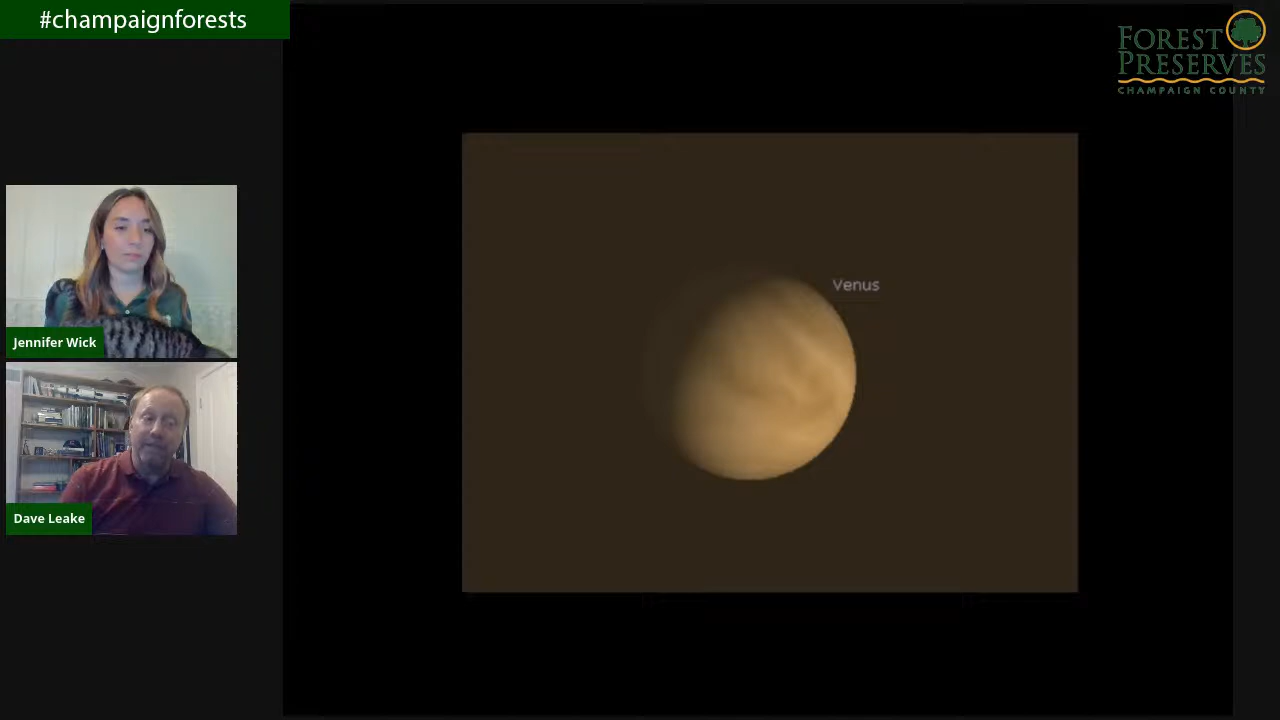 #champaignforests
FOREST
PRESERVES
CHAMPAIGN COUNTY
Venus
Jennifer Wick
Dave Leake